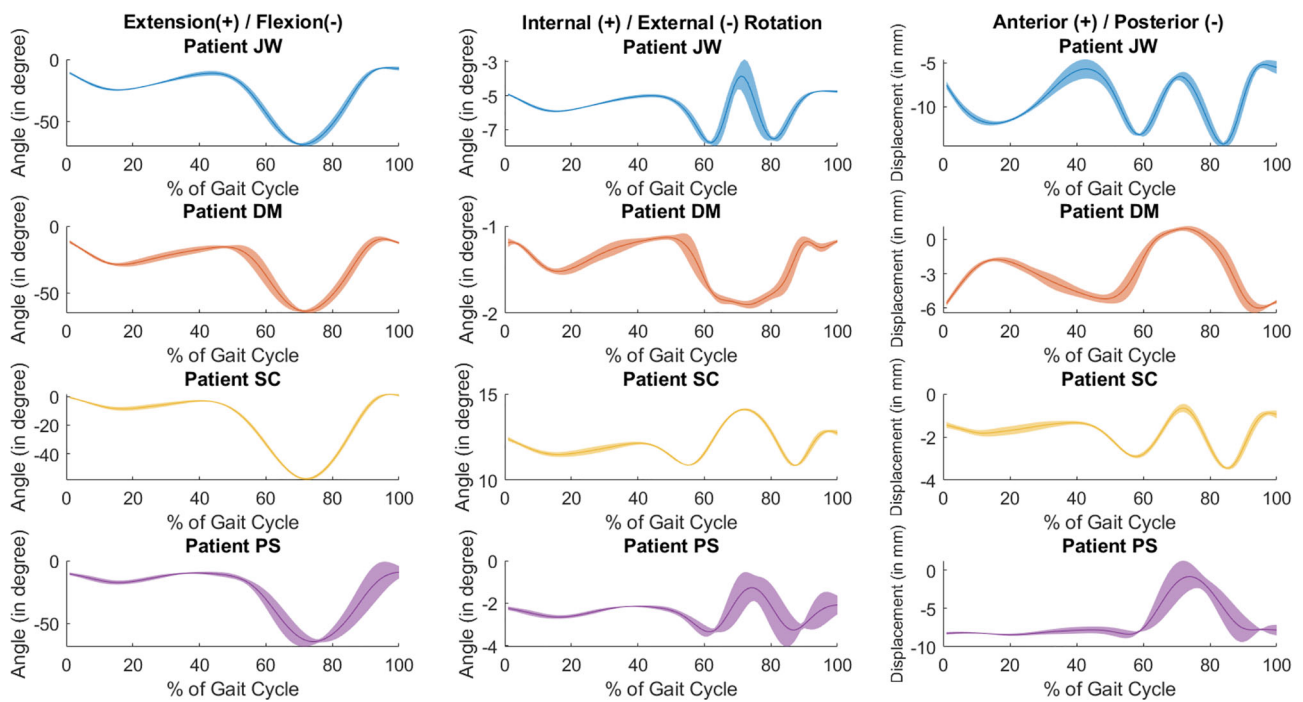 Extension(+) / Flexion(-)
Patient JW
Angle (in degree)
0
-50
0 20 40 60 80 100
% of Gait Cycle
Internal (+) / External (-) Rotation
Patient JW
Angle (in degree)
-3
-5
-7
0 20 40 60 80 100
% of Gait Cycle
Anterior (+) / Posterior (-)
Patient JW
Displacement (in mm)
-5
-10
0 20 40 60 80 100
% of Gait Cycle
Patient DM
Angle (in degree)
0
-50
0 20 40 60 80 100
% of Gait Cycle
Patient DM
Angle (in degree)
-1
-2
0 20 40 60 80 100
% of Gait Cycle
Patient DM
Displacement (in mm)
0
-3
-6
0 20 40 60 80 100
% of Gait Cycle
Patient SC
Angle (in degree)
0
-20
-40
0 20 40 60 80 100
% of Gait Cycle
Patient SC
Angle (in degree)
15
10
0 20 40 60 80 100
% of Gait Cycle
Patient SC
Displacement (in mm)
0
-2
-4
0 20 40 60 80 100
% of Gait Cycle
Patient PS
Angle (in degree)
0
-50
0 20 40 60 80 100
% of Gait Cycle
Patient PS
Angle (in degree)
-2
-4
0 20 40 60 80 100
% of Gait Cycle
Patient PS
Displacement (in mm)
0
-5
-10
0 20 40 60 80 100
% of Gait Cycle